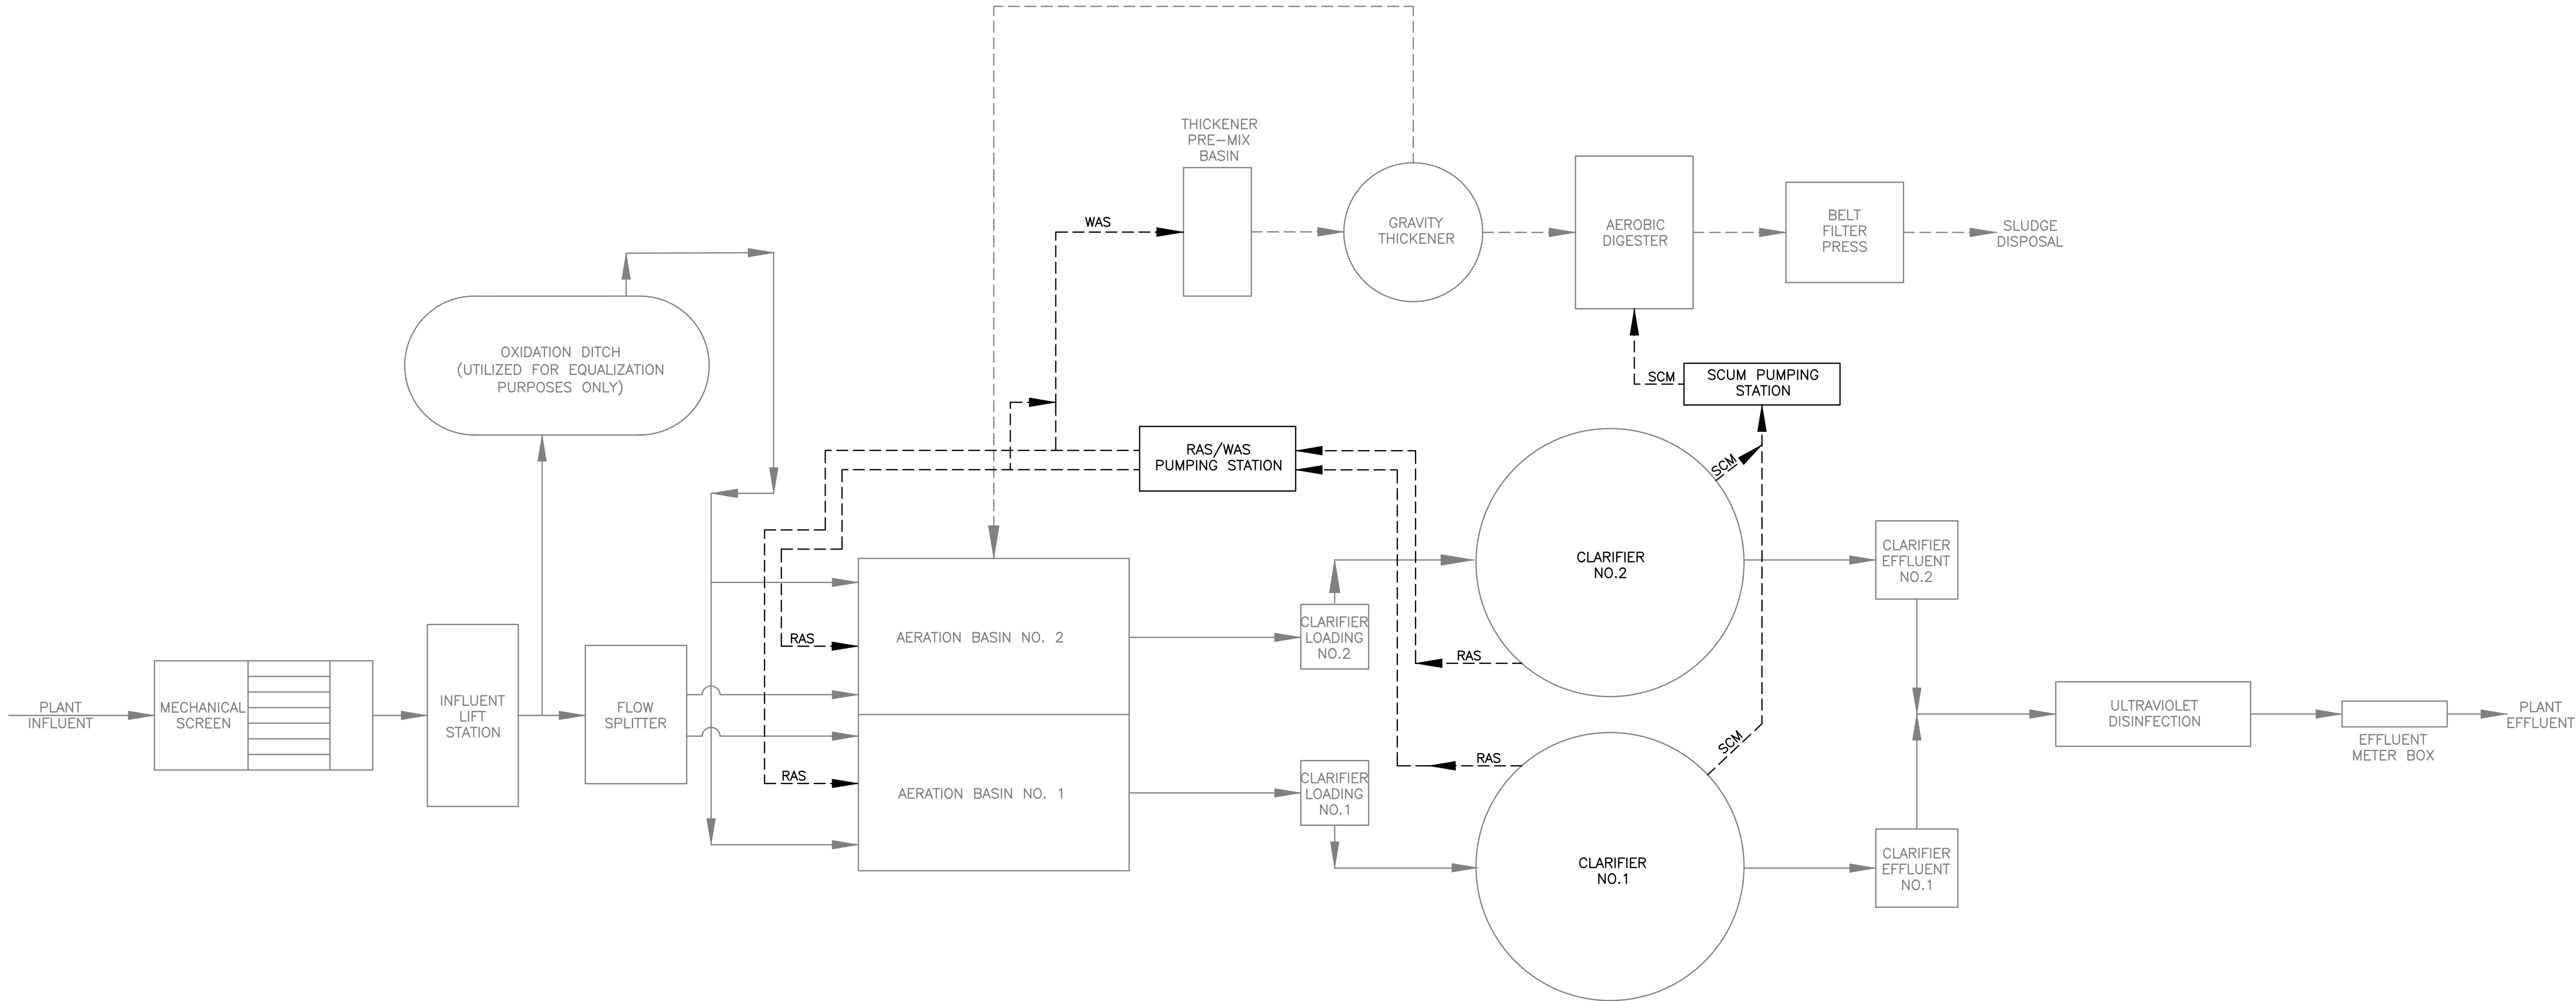 THICKENER
PRE-MIX
BASIN
WAS
GRAVITY
THICKENER
AEROBIC
DIGESTER
BELT
FILTER
PRESS
SLUDGE
DISPOSAL
OXIDATION DITCH
(UTILIZED FOR EQUALIZATION
PURPOSES ONLY)
SCM
SCUM PUMPING
STATION
RAS/WAS
PUMPING STATION
SCM
CLARIFIER
NO.2
CLARIFIER
EFFLUENT
NO.2
RAS
AERATION BASIN NO. 2
CLARIFIER
LOADING
NO.2
RAS
PLANT
INFLUENT
MECHANICAL
SCREEN
INFLUENT
LIFT
STATION
FLOW
SPLITTER
ULTRAVIOLET
DISINFECTION
PLANT
EFFLUENT
EFFLUENT
METER BOX
SCM
RAS
RAS
AERATION BASIN NO. 1
CLARIFIER
LOADING
NO.1
CLARIFIER
NO.1
CLARIFIER
EFFLUENT
NO.1